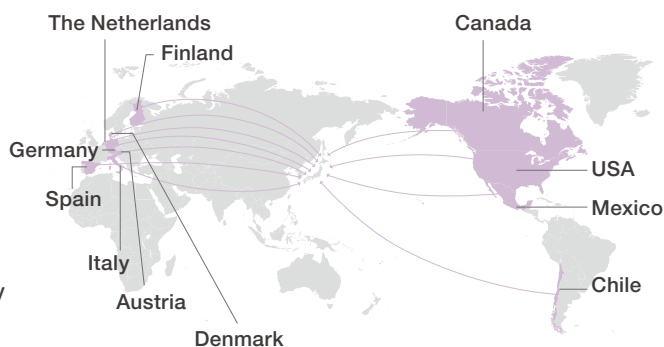 The Netherlands
Canada
Finland
Germany
USA
Spain
Mexico
Italy
Chile
Austria
Denmark